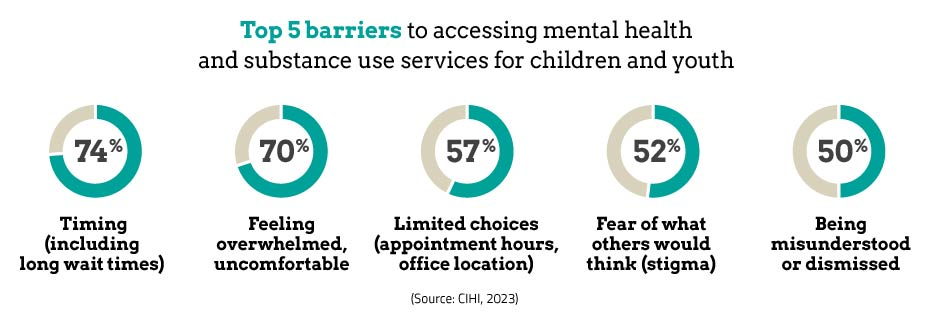 Top 5 barriers to accessing mental health
and substance use services for children and youth
74%
70%
57%
52%
50%
Timing
(including
long wait times)
Feeling
overwhelmed,
uncomfortable
Limited choices
(appointment hours,
office location)
Fear of what
others would
think (stigma)
Being
misunderstood
or dismissed
(Source: CIHI, 2023)